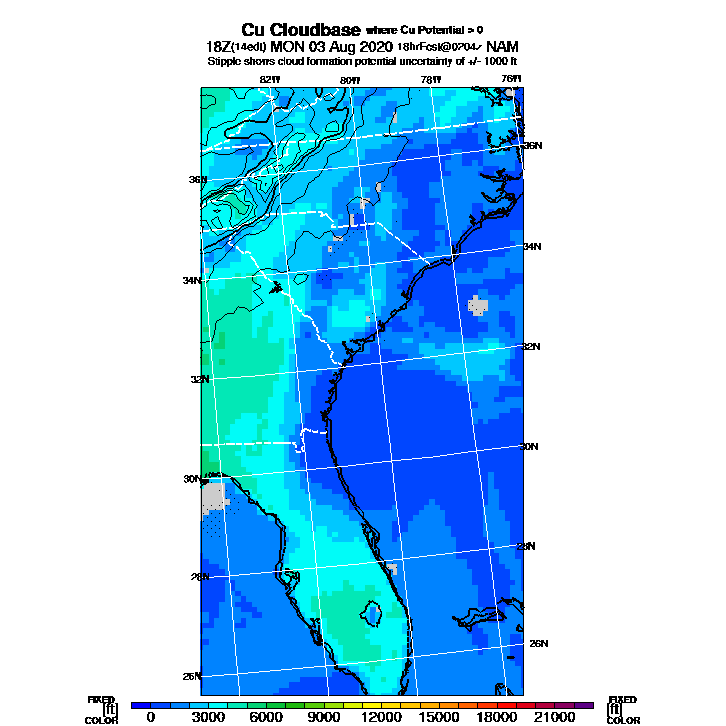 Cu Cloudbase where Cu Potential > 0
18Z(14edt) MON 03 Aug 2020 18hrFcst@0704z NAM
Stipple shows cloud formation potential uncertainty of +/- 1000 ft
82W 80W 78W 76W
36N
36N
34N
34N
32N
32N
30N
30N
28N
28N
26N
26N
FIXED [ft] COLOR
0 3000 6000 9000 12000 15000 18000 21000
FIXED [ft] COLOR